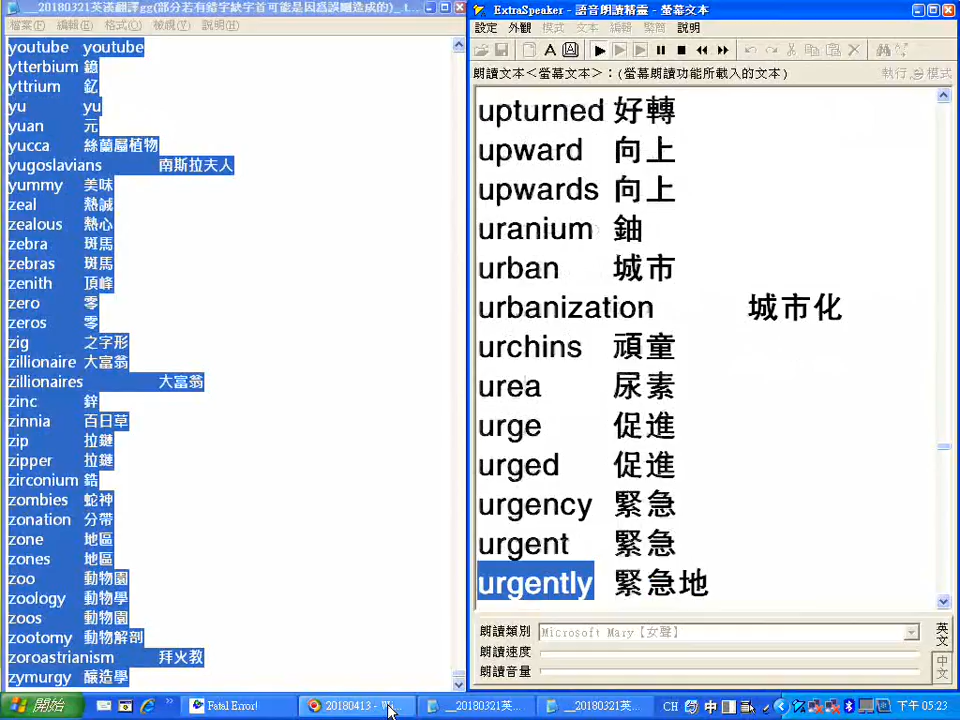 20180321英漢翻譯gg(部分若有錯字缺字首可能是因爲誤刪造成的)_ t...
檔案(F) 編輯(E) 格式(O) 檢視(V) 說明(H)
youtube youtube
ytterbium 鐿
yttrium 釔
yu yu
yuan 元
yucca 絲蘭屬植物
yugoslavians 南斯拉夫人
yummy 美味
zeal 熱誠
zealous 熱心
zebra 斑馬
zebras 斑馬
zenith 頂峰
zero 零
zeros 零
zig 之字形
zillionaire 大富翁
zillionaires 大富翁
zinc 鋅
zinnia 百日草
zip 拉鏈
zipper 拉鏈
zirconium 鋯
zombies 蛇神
zonation 分帶
zone 地區
zones 地區
zoo 動物園
zoology 動物學
zoos 動物園
zootomy 動物解剖
zoroastrianism 拜火教
zymurgy 釀造學
ExtraSpeaker - 語音朗讀精靈 - 螢幕文本
設定 外觀 模式 文本 編輯 繁簡 說明
朗讀文本<螢幕文本>：(螢幕朗讀功能所載入的文本) 執行 模式
upturned 好轉
upward 向上
upwards 向上
uranium 鈾
urban 城市
urbanization 城市化
urchins 頑童
urea 尿素
urge 促進
urged 促進
urgency 緊急
urgent 緊急
urgently 緊急地
朗讀類別 Microsoft Mary【女聲】 英文
朗讀速度
朗讀音量 中文
開始 Fatal Error! 20180413 - W... __20180321英... __20180321英... CH 中 下午 05:23